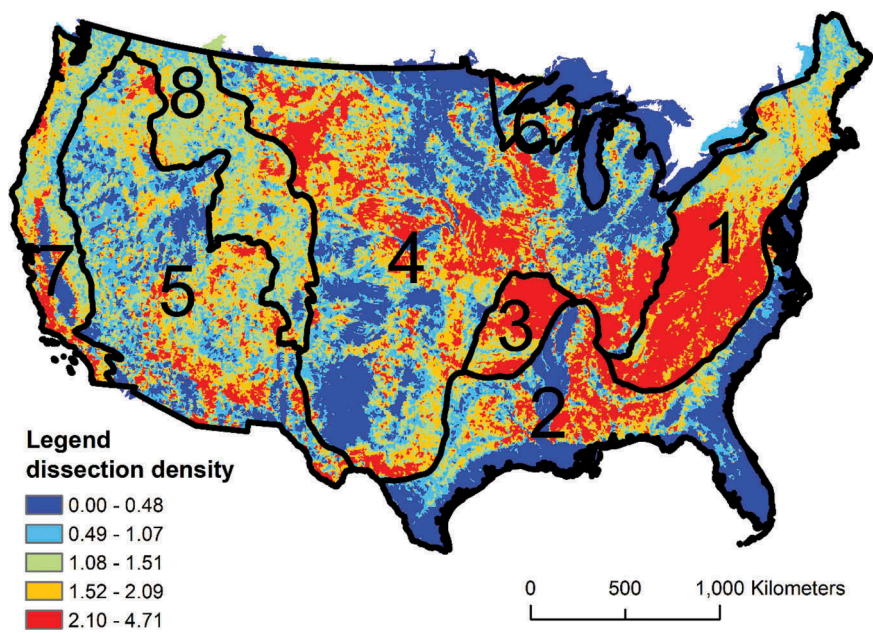 8
6
1
7
4
5
3
2
Legend
dissection density
0.00 - 0.48
0.49 - 1.07
1.08 - 1.51
1.52 - 2.09
2.10 - 4.71
0 500 1,000 Kilometers